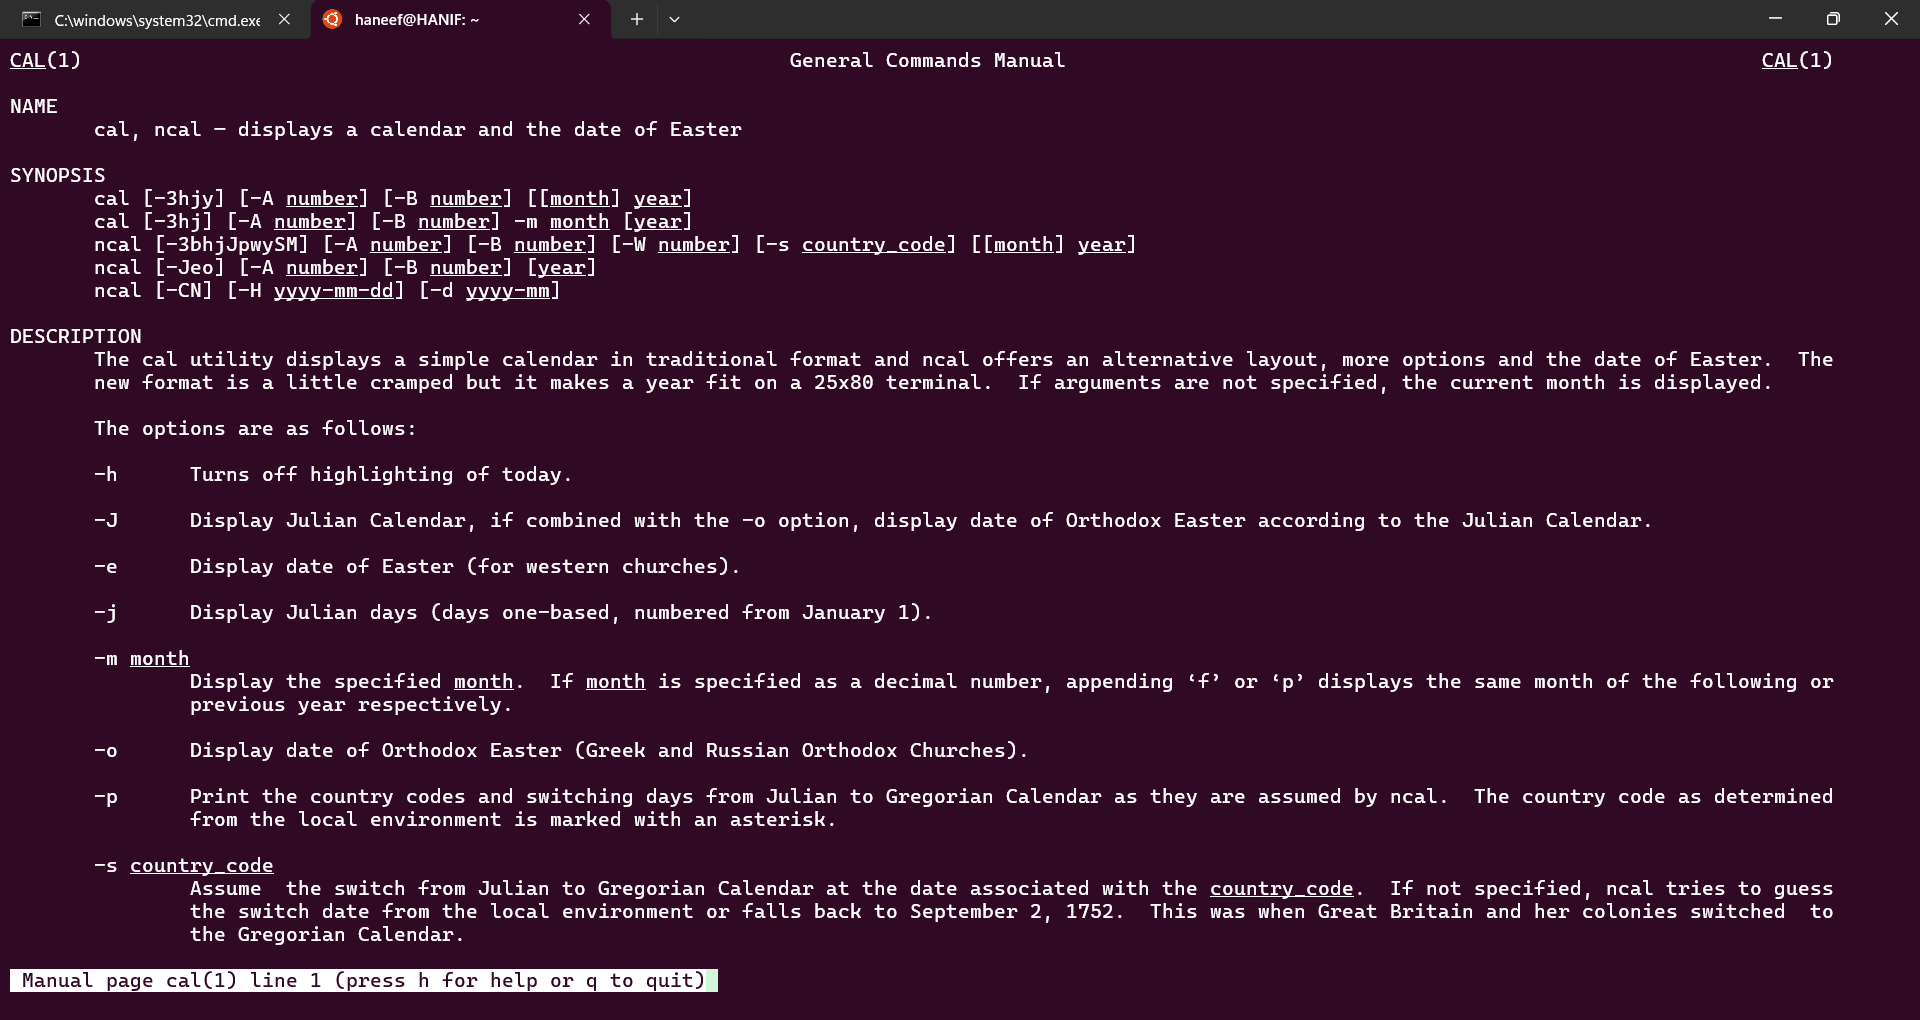 C:\windows\system32\cmd.exe
haneef@HANIF: ~
CAL(1) General Commands Manual CAL(1)
NAME
cal, ncal — displays a calendar and the date of Easter
SYNOPSIS
cal [-3hjy] [-A number] [-B number] [[month] year]
cal [-3hj] [-A number] [-B number] -m month [year]
ncal [-3bhjJpwySM] [-A number] [-B number] [-W number] [-s country_code] [[month] year]
ncal [-Jeo] [-A number] [-B number] [year]
ncal [-CN] [-H yyyy-mm-dd] [-d yyyy-mm]
DESCRIPTION
The cal utility displays a simple calendar in traditional format and ncal offers an alternative layout, more options and the date of Easter. The
new format is a little cramped but it makes a year fit on a 25x80 terminal. If arguments are not specified, the current month is displayed.
The options are as follows:
-h Turns off highlighting of today.
-J Display Julian Calendar, if combined with the -o option, display date of Orthodox Easter according to the Julian Calendar.
-e Display date of Easter (for western churches).
-j Display Julian days (days one-based, numbered from January 1).
-m month
Display the specified month. If month is specified as a decimal number, appending ‘f’ or ‘p’ displays the same month of the following or
previous year respectively.
-o Display date of Orthodox Easter (Greek and Russian Orthodox Churches).
-p Print the country codes and switching days from Julian to Gregorian Calendar as they are assumed by ncal. The country code as determined
from the local environment is marked with an asterisk.
-s country_code
Assume the switch from Julian to Gregorian Calendar at the date associated with the country_code. If not specified, ncal tries to guess
the switch date from the local environment or falls back to September 2, 1752. This was when Great Britain and her colonies switched to
the Gregorian Calendar.
Manual page cal(1) line 1 (press h for help or q to quit)